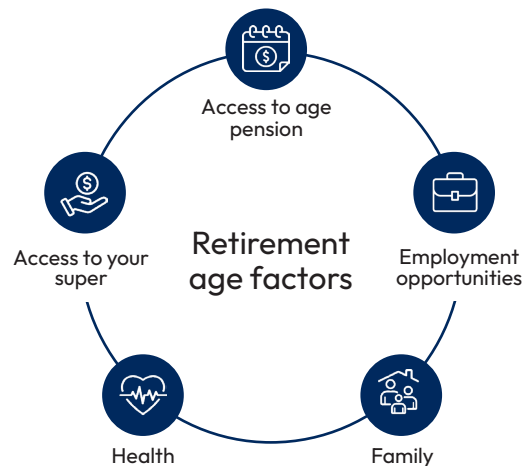 Access to age
pension
Employment
opportunities
Family
Health
Access to your
super
Retirement
age factors